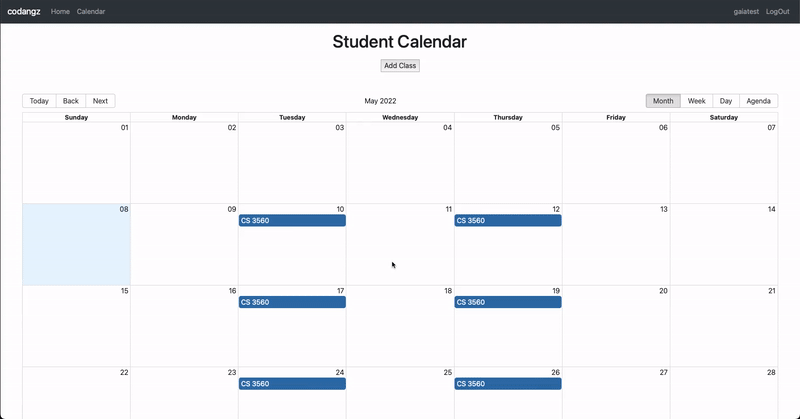 codangz Home Calendar gaiatest LogOut
Student Calendar
Add Class
Today Back Next May 2022 Month Week Day Agenda
Sunday Monday Tuesday Wednesday Thursday Friday Saturday
01 02 03 04 05 06 07
08 09 10 11 12 13 14
CS 3560 CS 3560
15 16 17 18 19 20 21
CS 3560 CS 3560
22 23 24 25 26 27 28
CS 3560 CS 3560